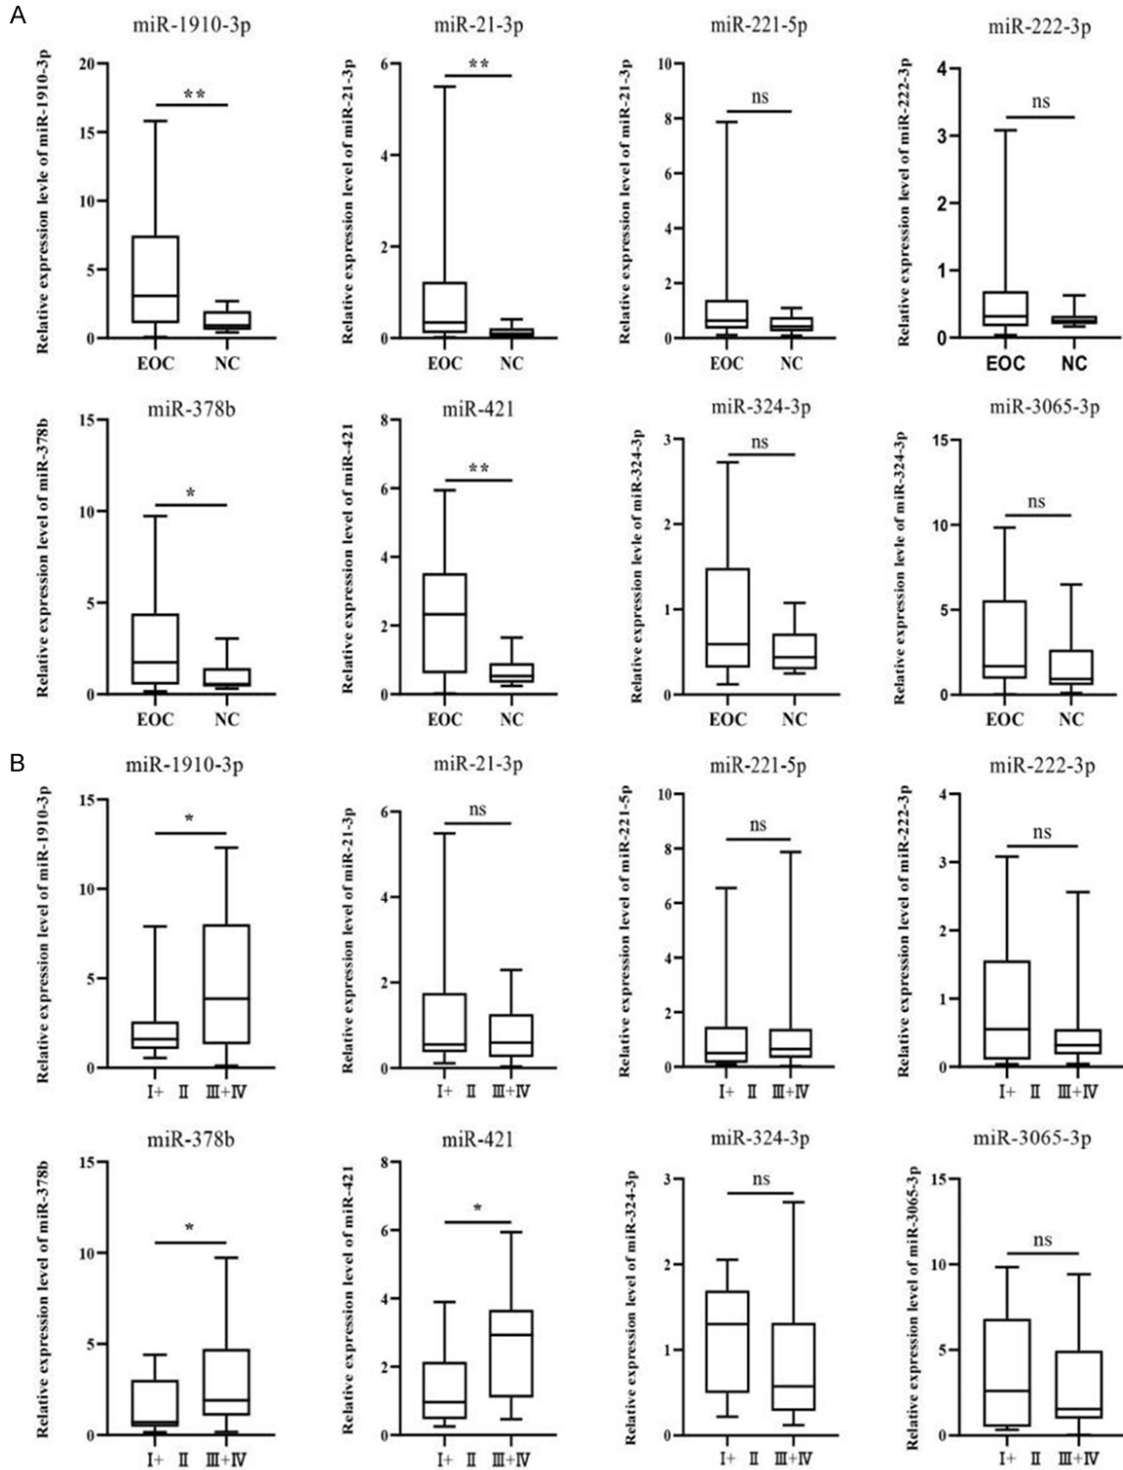 A
miR-1910-3p
Relative expression levle of miR-1910-3p
20
15
10
5
0
**
EOC NC
miR-21-3p
Relative expression level of miR-21-3p
6
4
2
0
**
EOC NC
miR-221-5p
Relative expression level of miR-21-3p
10
8
6
4
2
0
ns
EOC NC
miR-222-3p
Relative expression level of miR-222-3p
4
3
2
1
0
ns
EOC NC
miR-378b
Relative expression level of miR-378b
15
10
5
0
*
EOC NC
miR-421
Relative expression level of miR-421
8
6
4
2
0
**
EOC NC
miR-324-3p
Relative expression levle of miR-324-3p
3
2
1
0
ns
EOC NC
miR-3065-3p
Relative expression levle of miR-324-3p
15
10
5
0
ns
EOC NC
B
miR-1910-3p
Relative expression level of miR-1910-3p
15
10
5
0
*
I+ II III+IV
miR-21-3p
Relative expression level of miR-21-3p
6
4
2
0
ns
I+ II III+IV
miR-221-5p
Relative expression level of miR-221-5p
10
8
6
4
2
0
ns
I+ II III+IV
miR-222-3p
Relative expression level of miR-222-3p
4
3
2
1
0
ns
I+ II III+IV
miR-378b
Relative expression level of miR-378b
15
10
5
0
*
I+ II III+IV
miR-421
Relative expression level of miR-421
8
6
4
2
0
*
I+ II III+IV
miR-324-3p
Relative expression level of miR-324-3p
3
2
1
0
ns
I+ II III+IV
miR-3065-3p
Relative expression level of miR-3065-3p
15
10
5
0
ns
I+ II III+IV